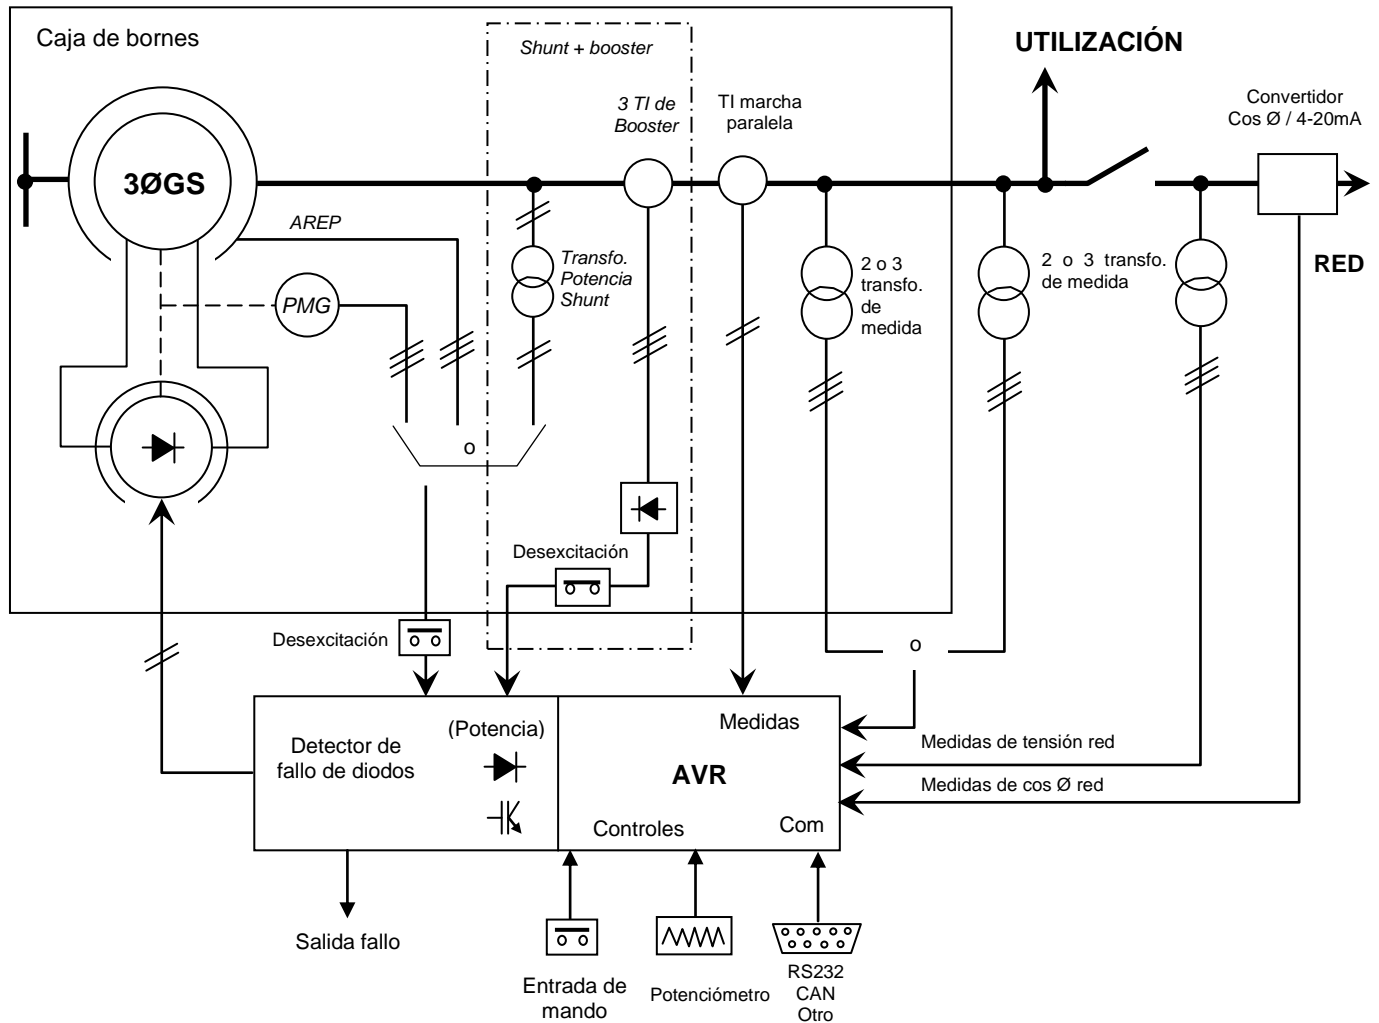 Caja de bornes
Shunt + booster
UTILIZACIÓN
3 TI de
Booster
TI marcha
paralela
Convertidor
Cos Ø / 4-20mA
3ØGS
AREP
PMG
Transfo.
Potencia
Shunt
2 o 3
transfo.
de
medida
2 o 3 transfo.
de medida
RED
o
Desexcitación
Desexcitación
o
Detector de
fallo de diodos
(Potencia)
Medidas
AVR
Controles
Com
Medidas de tensión red
Medidas de cos Ø red
Salida fallo
Entrada de
mando
Potenciómetro
RS232
CAN
Otro